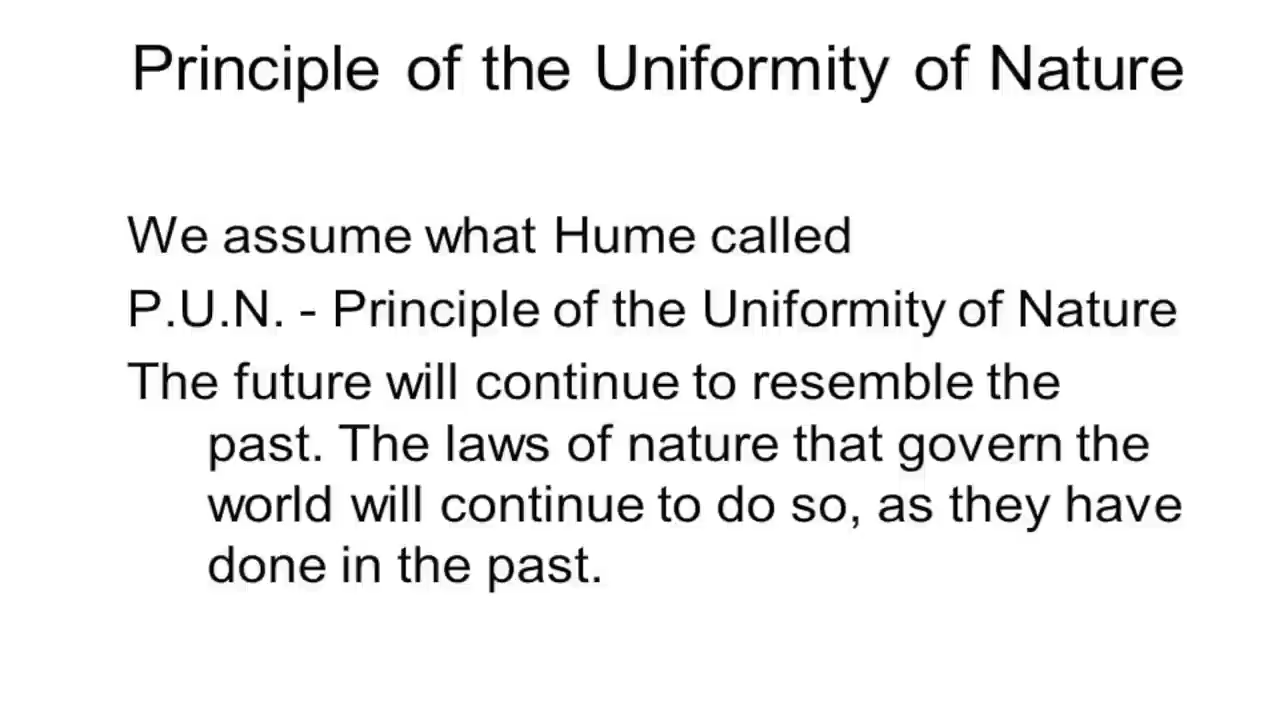 Principle of the Uniformity of Nature
We assume what Hume called
P.U.N. - Principle of the Uniformity of Nature
The future will continue to resemble the
past. The laws of nature that govern the
world will continue to do so, as they have
done in the past.